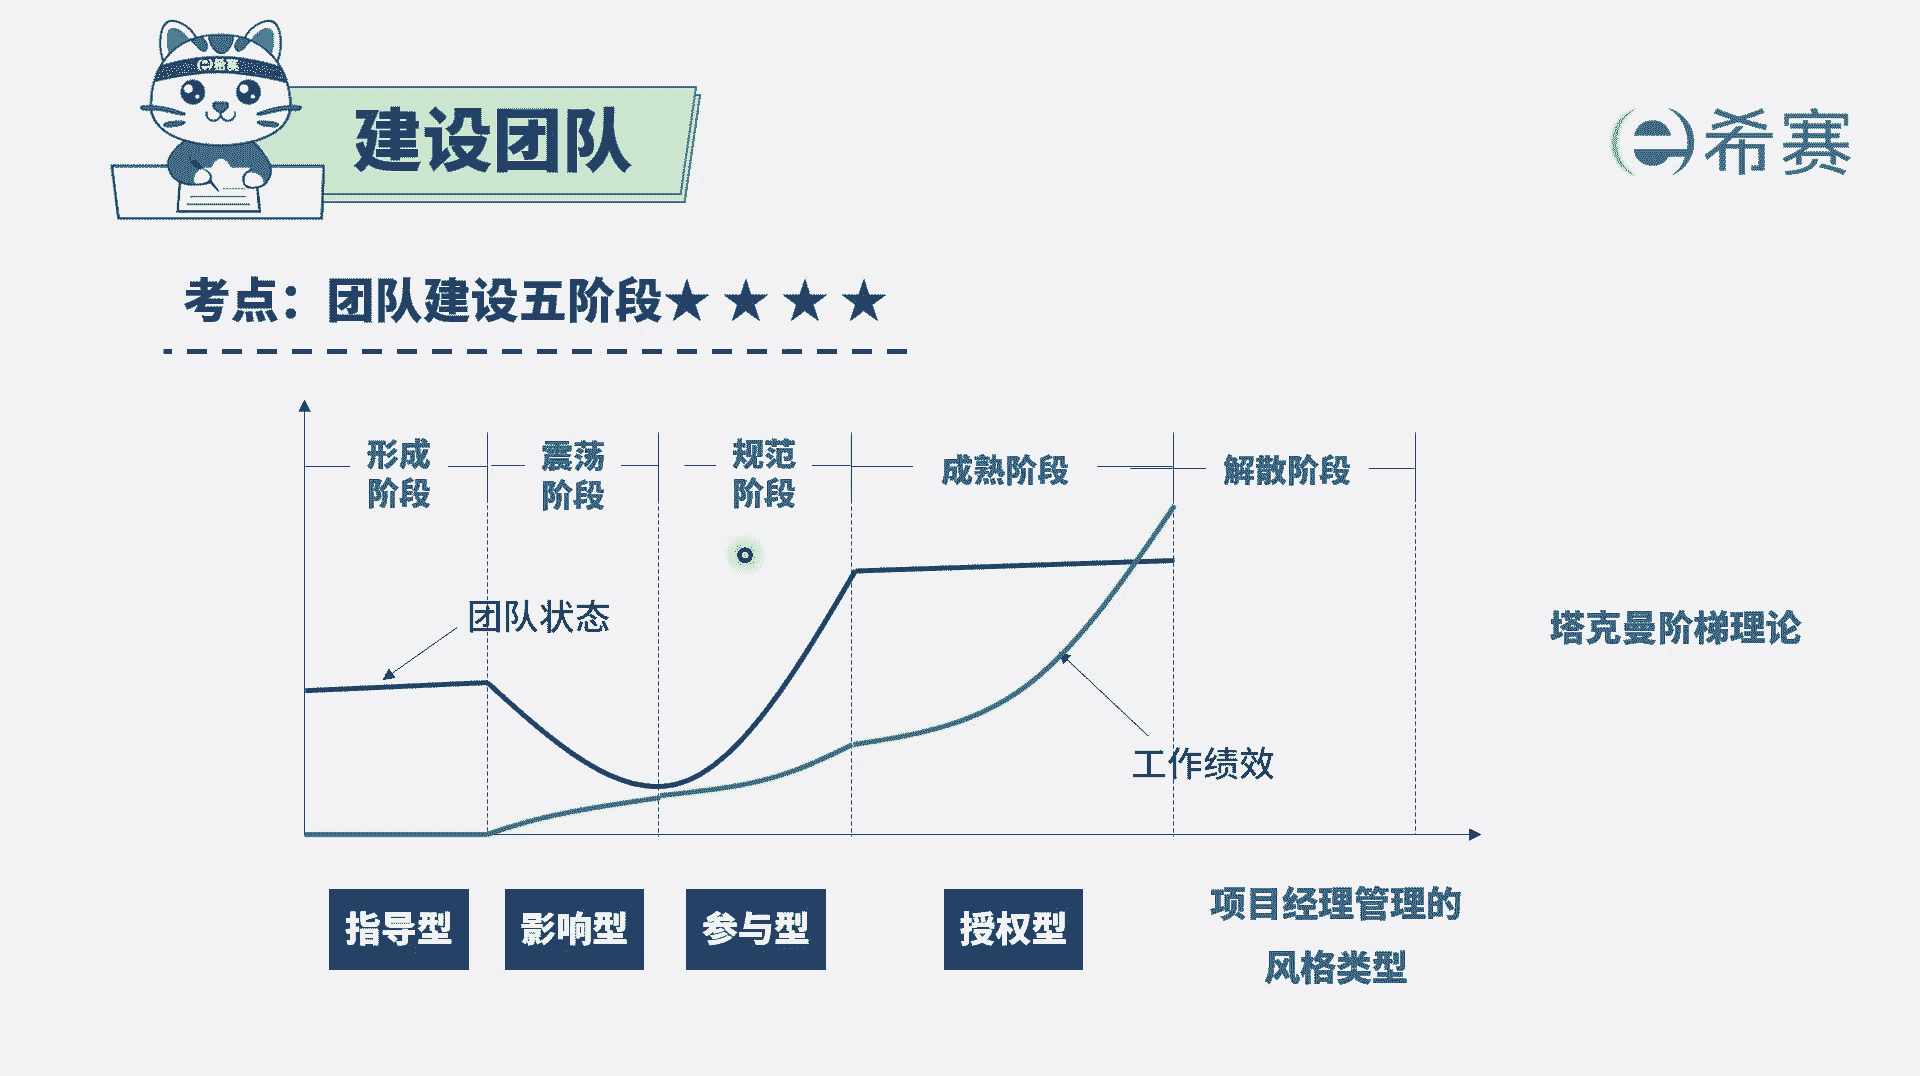 e希赛
建设团队
e希赛
考点：团队建设五阶段★★★★
形成
阶段
震荡
阶段
规范
阶段
成熟阶段
解散阶段
团队状态
塔克曼阶梯理论
工作绩效
指导型
影响型
参与型
授权型
项目经理管理的
风格类型